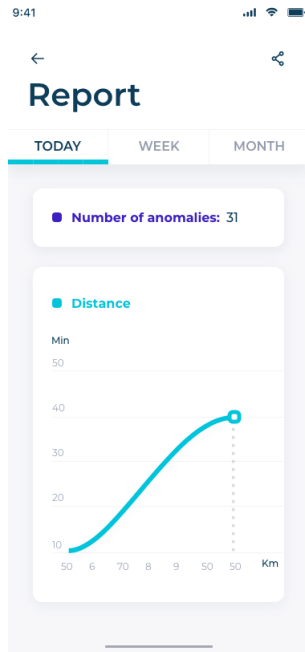 9:41
Report
TODAY WEEK MONTH
Number of anomalies: 31
Distance
Min
50
40
30
20
10
50 6 70 8 9 50 50 Km